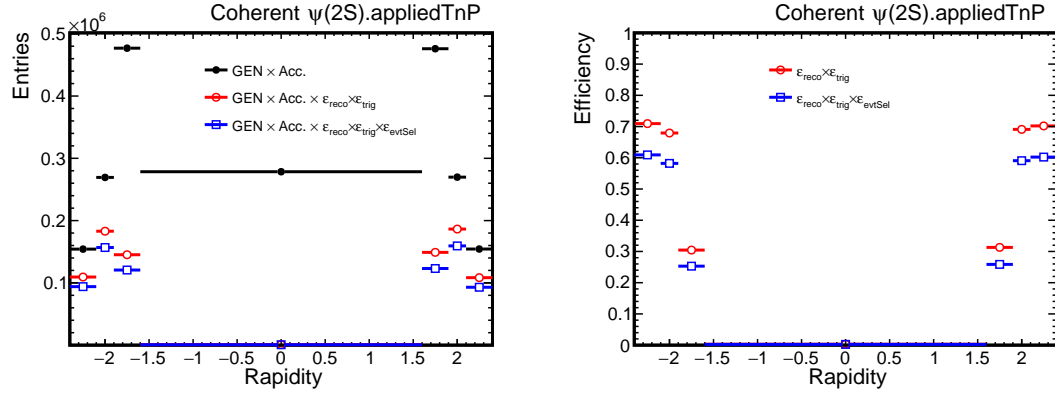 Coherent ψ(2S).appliedTnP
×10⁶
Entries
0.5
0.4
0.3
0.2
0.1
GEN × Acc.
GEN × Acc. × ε_reco×ε_trig
GEN × Acc. × ε_reco×ε_trig×ε_evtSel
−2 −1.5 −1 −0.5 0 0.5 1 1.5 2
Rapidity
Coherent ψ(2S).appliedTnP
Efficiency
1
0.9
0.8
0.7
0.6
0.5
0.4
0.3
0.2
0.1
0
ε_reco×ε_trig
ε_reco×ε_trig×ε_evtSel
−2 −1.5 −1 −0.5 0 0.5 1 1.5 2
Rapidity